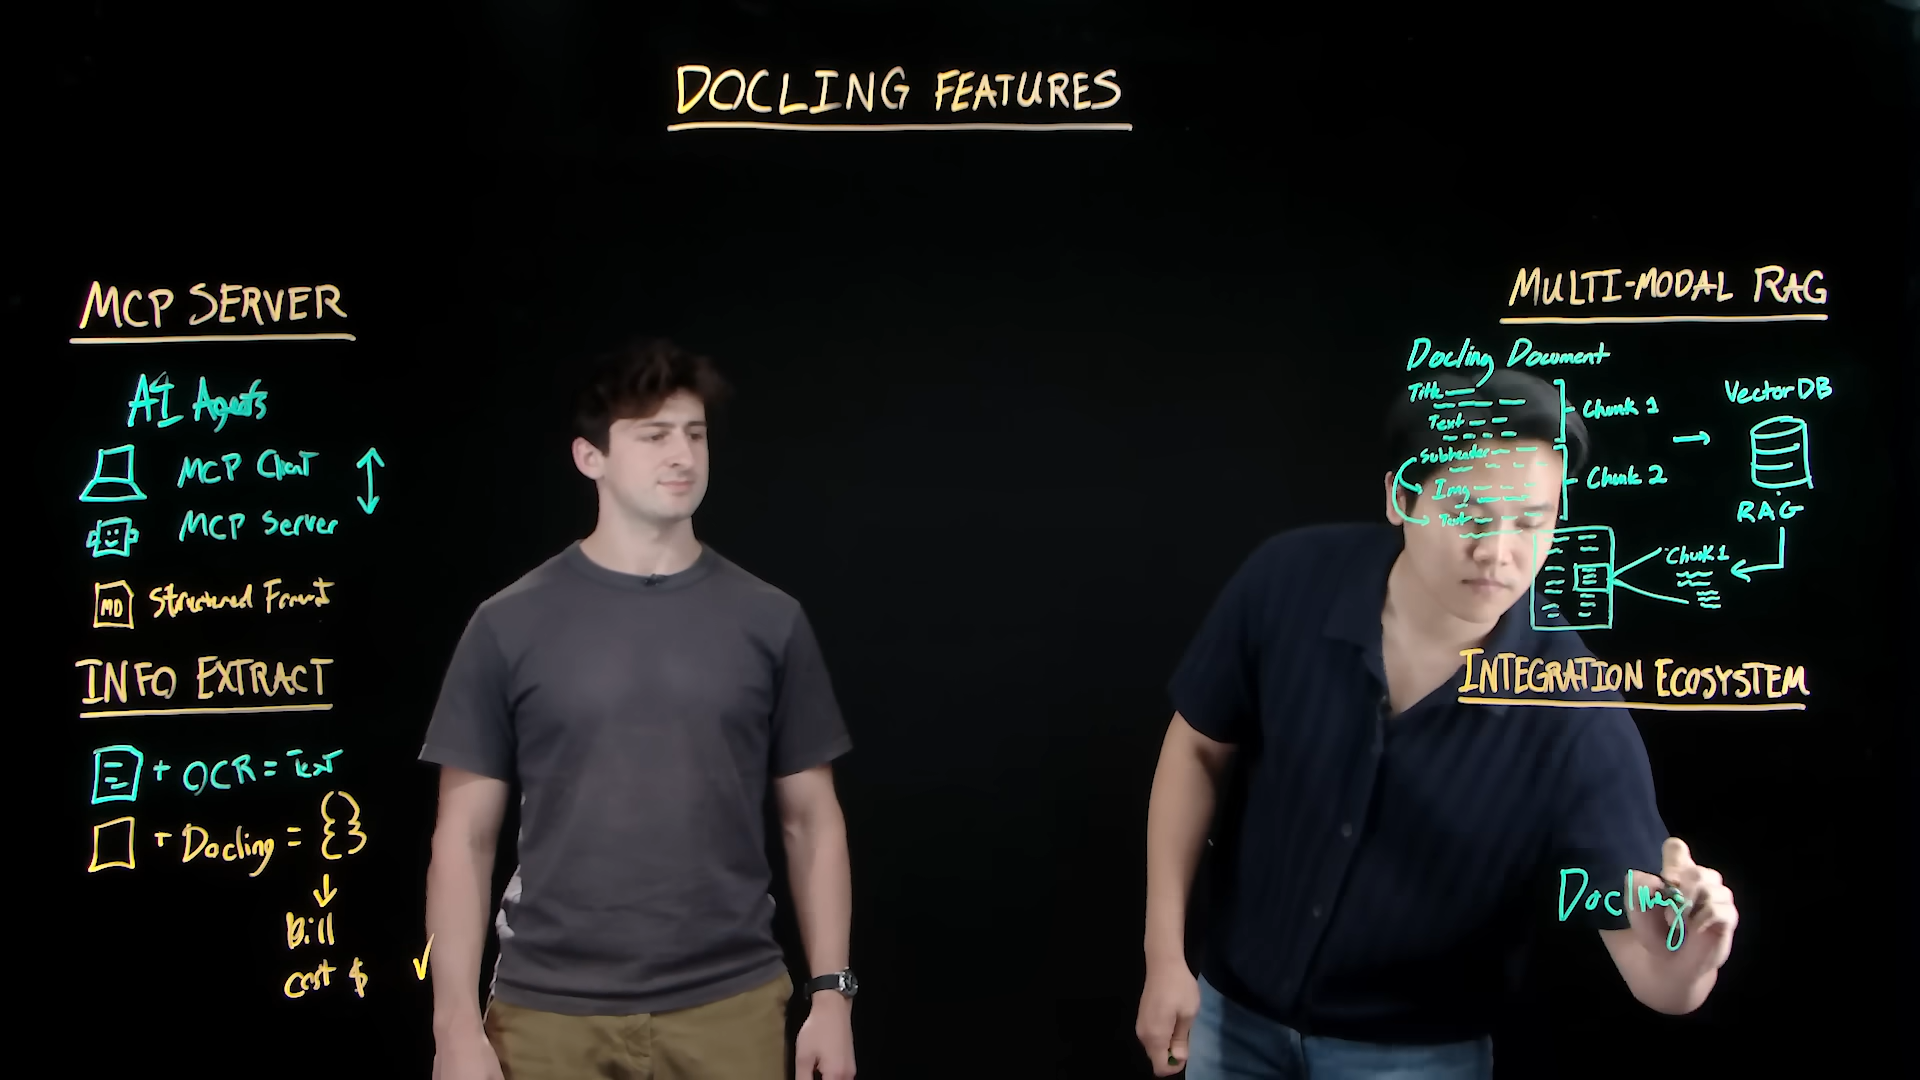 DOCLING FEATURES
MCP SERVER
AI Agents
MCP Client
MCP Server
MD Structured Format
INFO EXTRACT
+ OCR = Text
+ Docling = {}
{ }
Bill
cost $ ✓
MULTI-MODAL RAG
Docling Document
Title
Text
Chunk 1
Subheader
Img
Text
Chunk 2
→
VectorDB
RAG
Chunk 1
INTEGRATION ECOSYSTEM
Docling